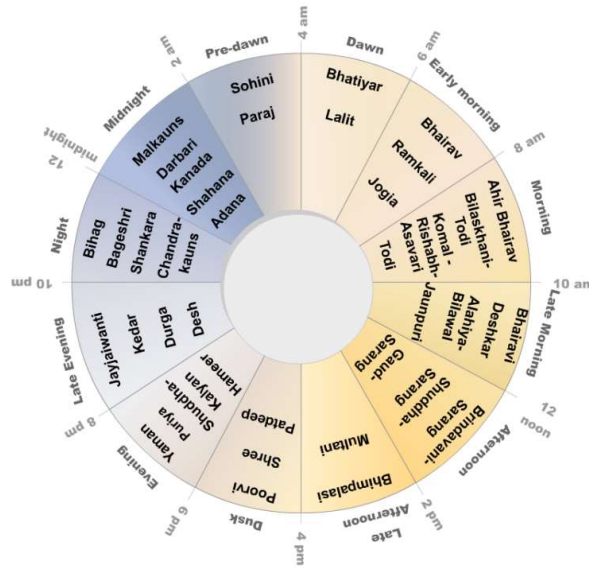 4 am
Dawn
Bhatiyar
Lalit
6 am
Early morning
Bhairav
Ramkali
Jogia
8 am
Morning
Ahir Bhairav
Bilaskhani-
Todi
Komal -
Rishabh-
Asavari
Todi
10 am
Late Morning
Bhairavi
Deshkar
Alahiya-
Bilawal
Jaunpuri
12
noon
Afternoon
Brindavani-
Sarang
Shuddha-
Sarang
Gaud-
Sarang
2 pm
Late
Afternoon
Bhimpalasi
Multani
4 pm
Dusk
Poorvi
Shree
Patdeep
6 pm
Evening
Yaman
Puriya
Shuddha-
Kalyan
Hameer
8 pm
Late Evening
Jayjaiwanti
Kedar
Durga
Desh
10 pm
Night
Bihag
Bageshri
Shankara
Chandra-
kauns
12
midnight
Midnight
Malkauns
Darbari
Kanada
Shahana
Adana
2 am
Pre-dawn
Sohini
Paraj